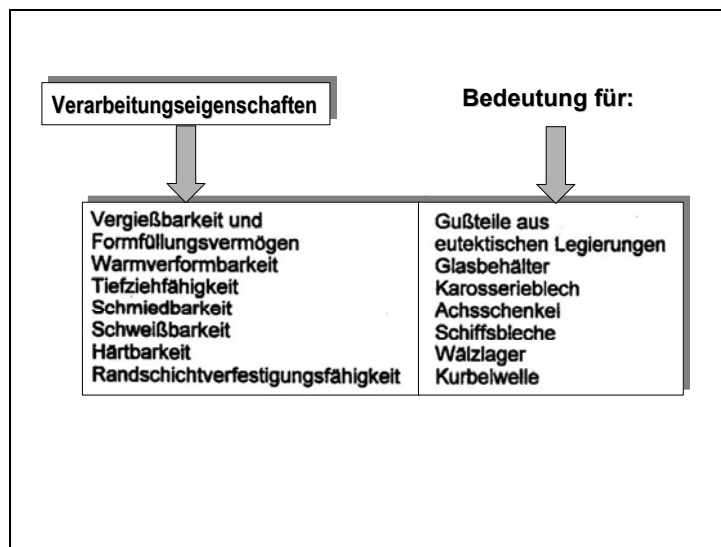 Verarbeitungseigenschaften
Bedeutung für:
Vergießbarkeit und
Formfüllungsvermögen
Warmverformbarkeit
Tiefziehfähigkeit
Schmiedbarkeit
Schweißbarkeit
Härtbarkeit
Randschichtverfestigungsfähigkeit
Gußteile aus
eutektischen Legierungen
Glasbehälter
Karosserieblech
Achsschenkel
Schiffsbleche
Wälzlager
Kurbelwelle